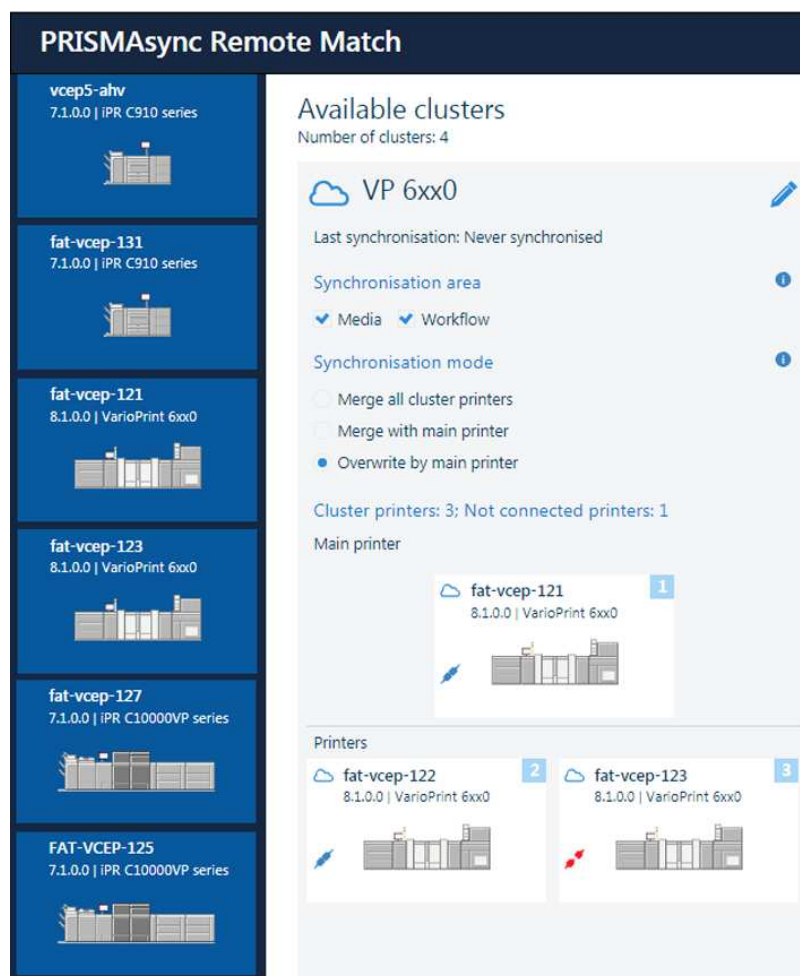 PRISMAsync Remote Match
vcep5-ahv
7.1.0.0 | iPR C910 series
fat-vcep-131
7.1.0.0 | iPR C910 series
fat-vcep-121
8.1.0.0 | VarioPrint 6xx0
fat-vcep-123
8.1.0.0 | VarioPrint 6xx0
fat-vcep-127
7.1.0.0 | iPR C10000VP series
FAT-VCEP-125
7.1.0.0 | iPR C10000VP series
Available clusters
Number of clusters: 4
VP 6xx0
Last synchronisation: Never synchronised
Synchronisation area
Media Workflow
Synchronisation mode
Merge all cluster printers
Merge with main printer
Overwrite by main printer
Cluster printers: 3; Not connected printers: 1
Main printer
fat-vcep-121 1
8.1.0.0 | VarioPrint 6xx0
Printers
fat-vcep-122 2
8.1.0.0 | VarioPrint 6xx0
fat-vcep-123 3
8.1.0.0 | VarioPrint 6xx0